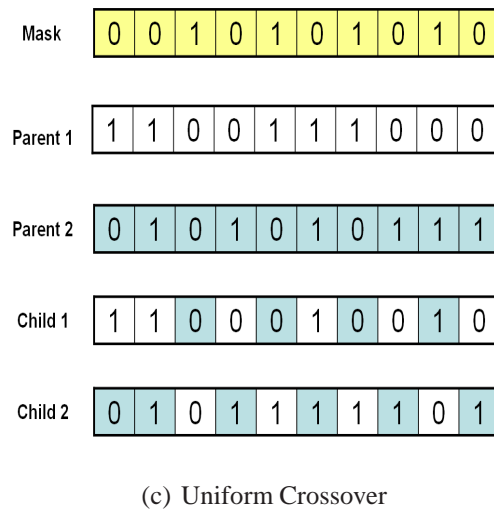 Mask 0 0 1 0 1 0 1 0 1 0
Parent 1 1 1 0 0 1 1 1 0 0 0
Parent 2 0 1 0 1 0 1 0 1 1 1
Child 1 1 1 0 0 0 1 0 0 1 0
Child 2 0 1 0 1 1 1 1 1 0 1
(c) Uniform Crossover